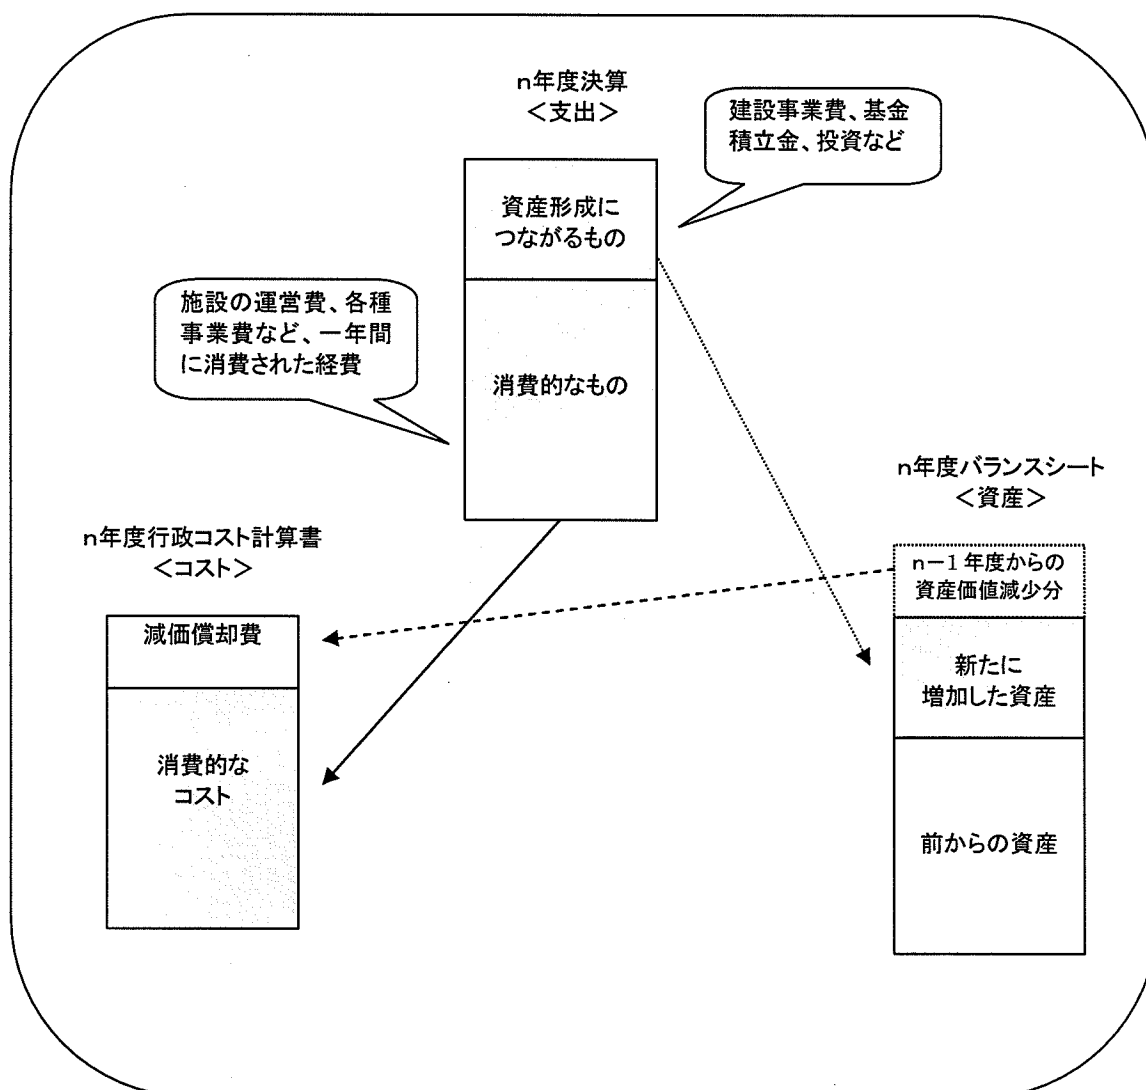 n年度決算
＜支出＞
建設事業費、基金
積立金、投資など
資産形成に
つながるもの
施設の運営費、各種
事業費など、一年間
に消費された経費
消費的なもの
n年度バランスシート
＜資産＞
n年度行政コスト計算書
＜コスト＞
n－1年度からの
資産価値減少分
減価償却費
新たに
増加した資産
消費的な
コスト
前からの資産